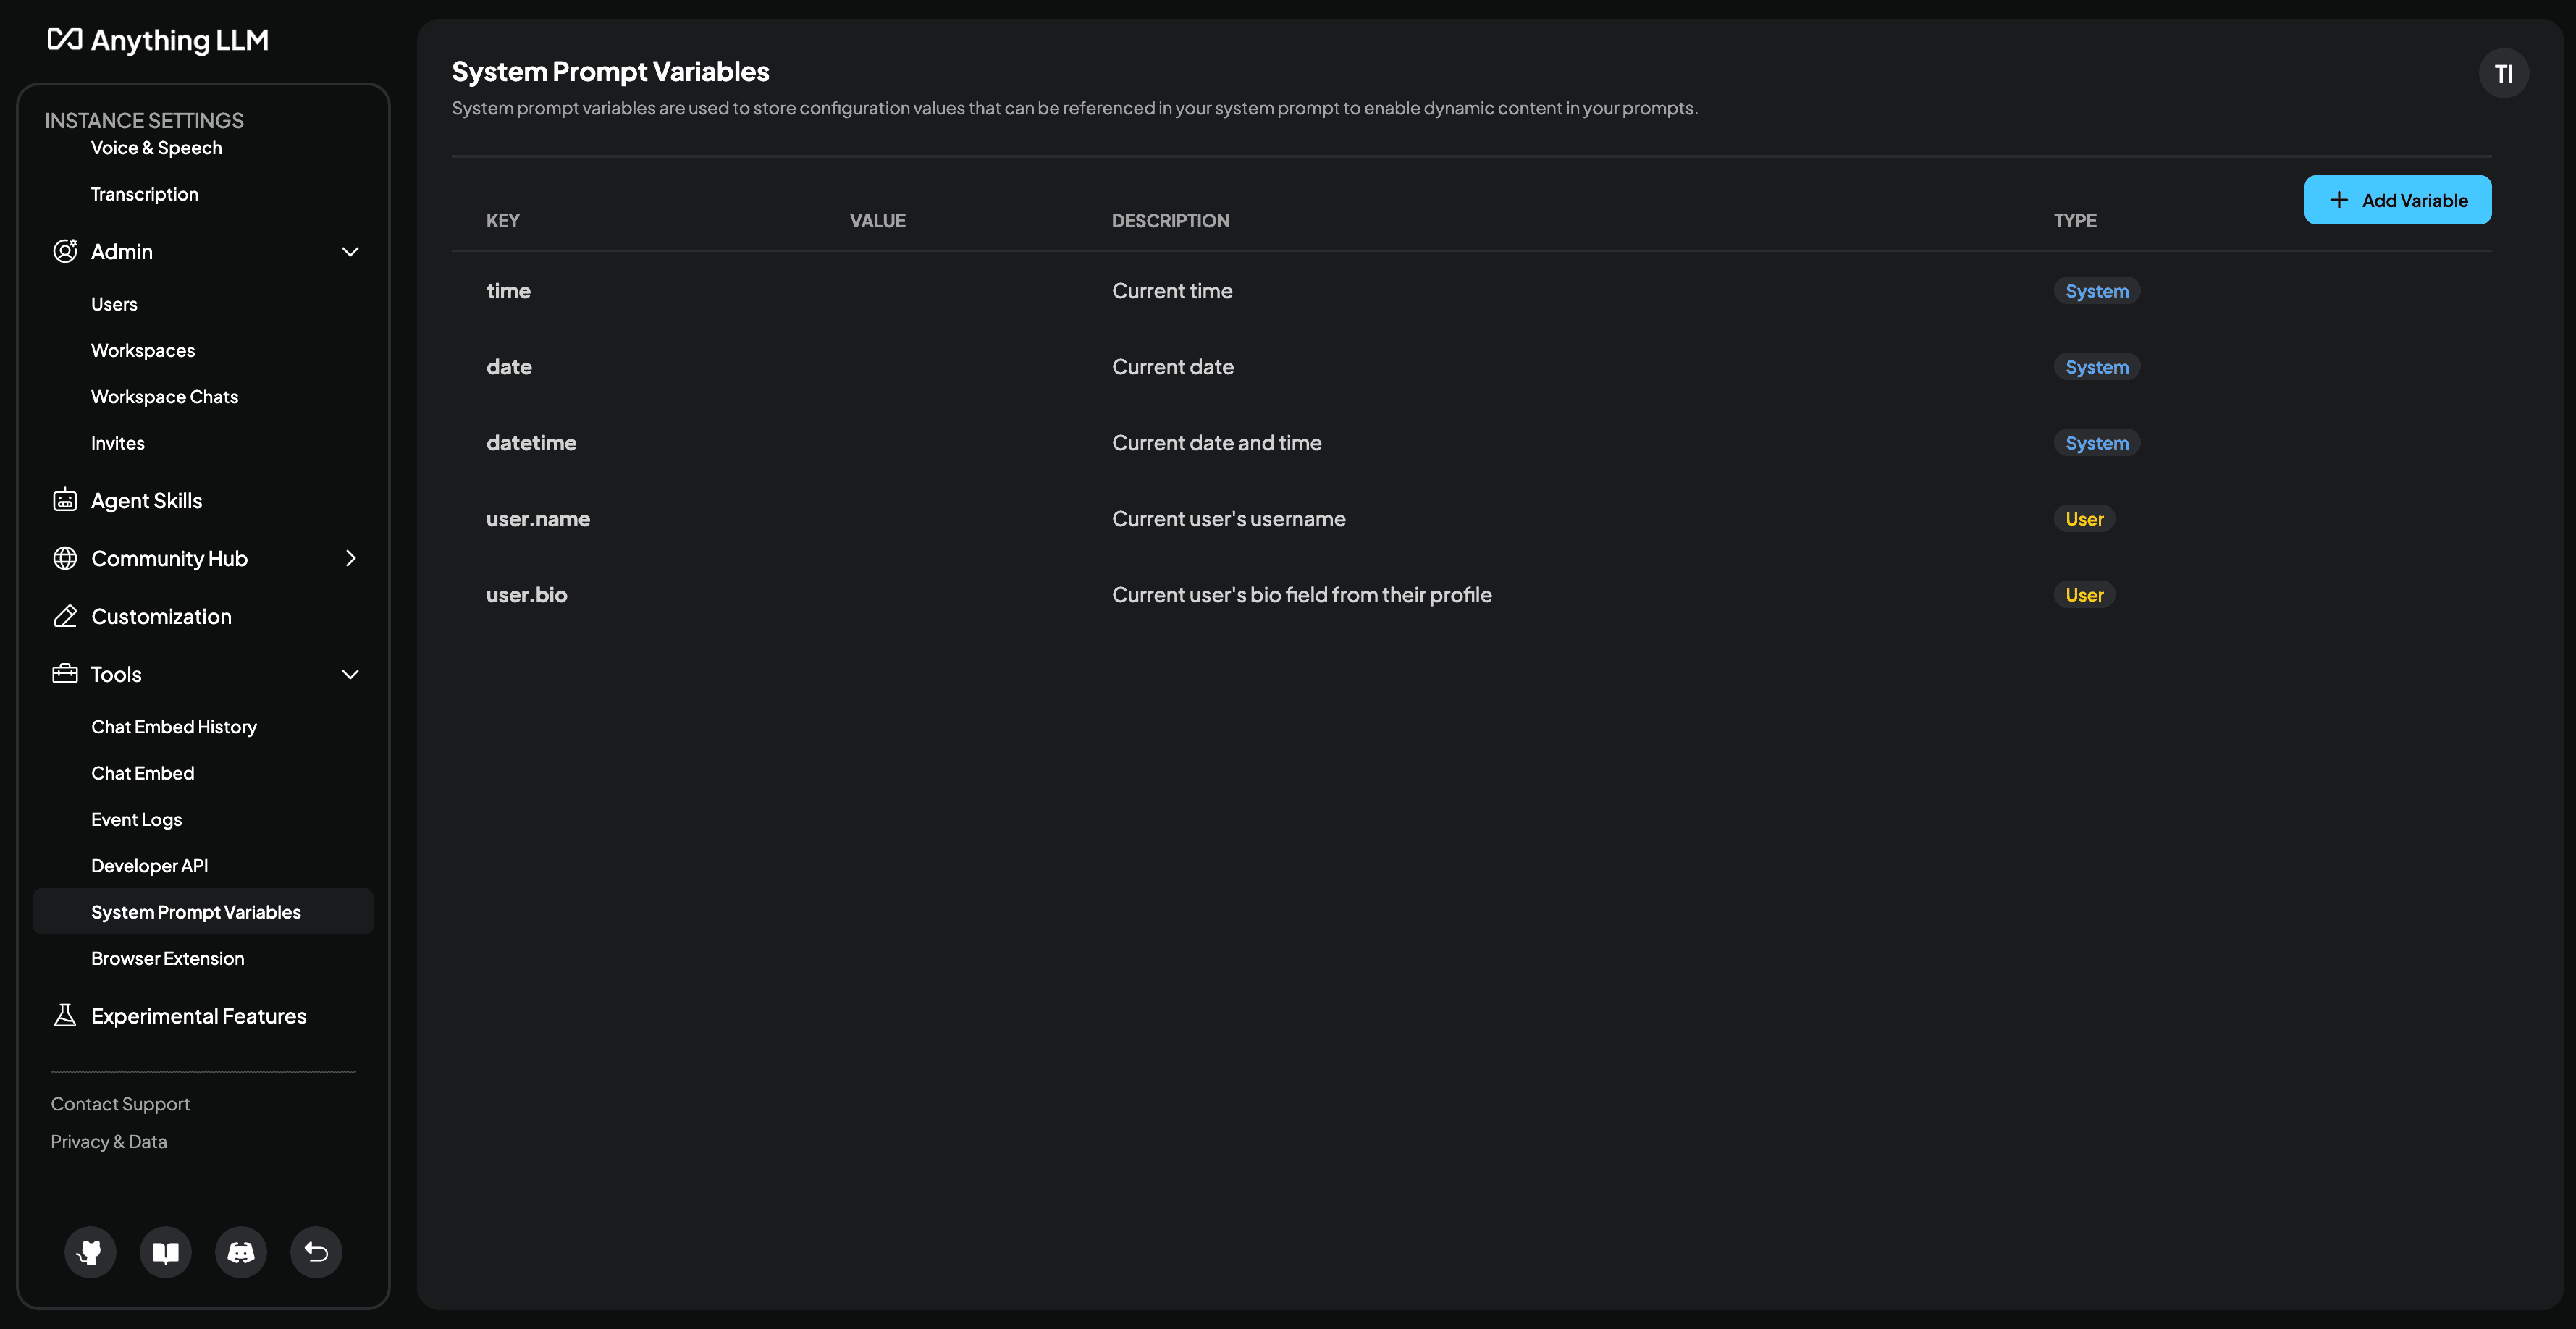 Anything LLM
INSTANCE SETTINGS
Voice & Speech
Transcription
Admin
Users
Workspaces
Workspace Chats
Invites
Agent Skills
Community Hub
Customization
Tools
Chat Embed History
Chat Embed
Event Logs
Developer API
System Prompt Variables
Browser Extension
Experimental Features
Contact Support
Privacy & Data
System Prompt Variables
TI
System prompt variables are used to store configuration values that can be referenced in your system prompt to enable dynamic content in your prompts.
+ Add Variable
KEY VALUE DESCRIPTION TYPE
time Current time System
date Current date System
datetime Current date and time System
user.name Current user's username User
user.bio Current user's bio field from their profile User